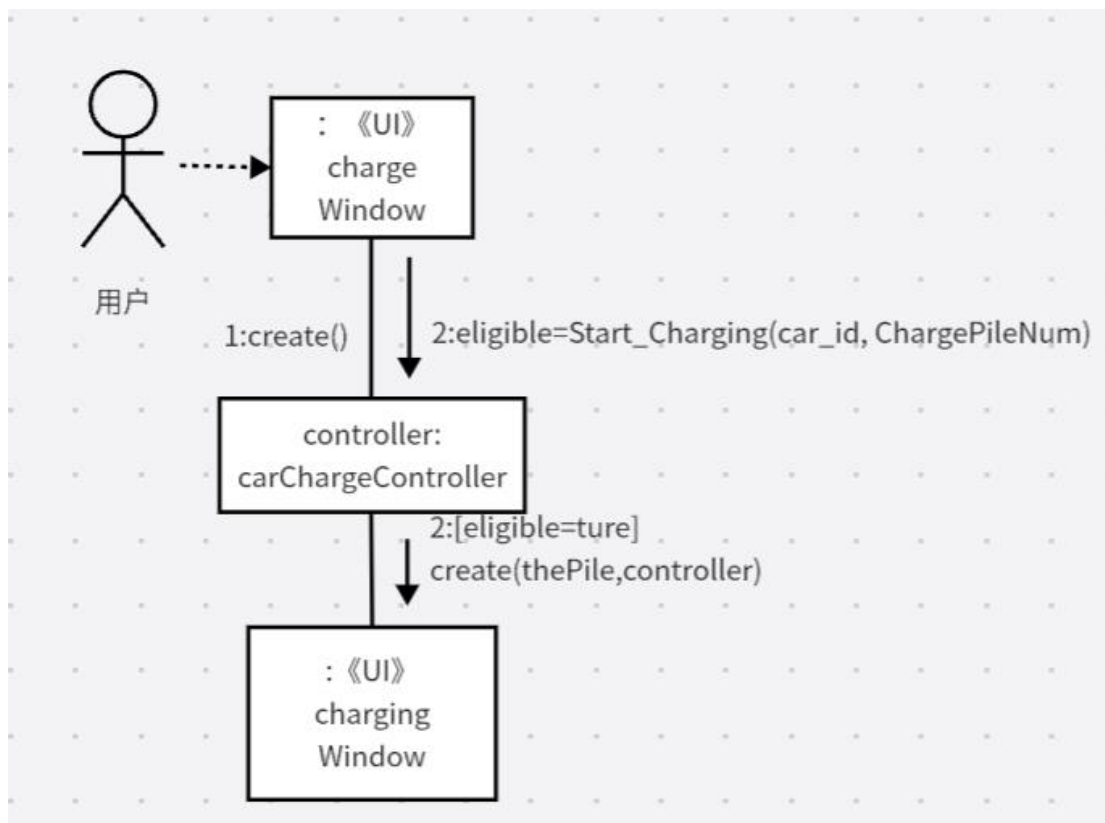 : 《UI》
charge
Window
用户
1:create()
2:eligible=Start_Charging(car_id, ChargePileNum)
controller:
carChargeController
2:[eligible=ture]
create(thePile,controller)
: 《UI》
charging
Window